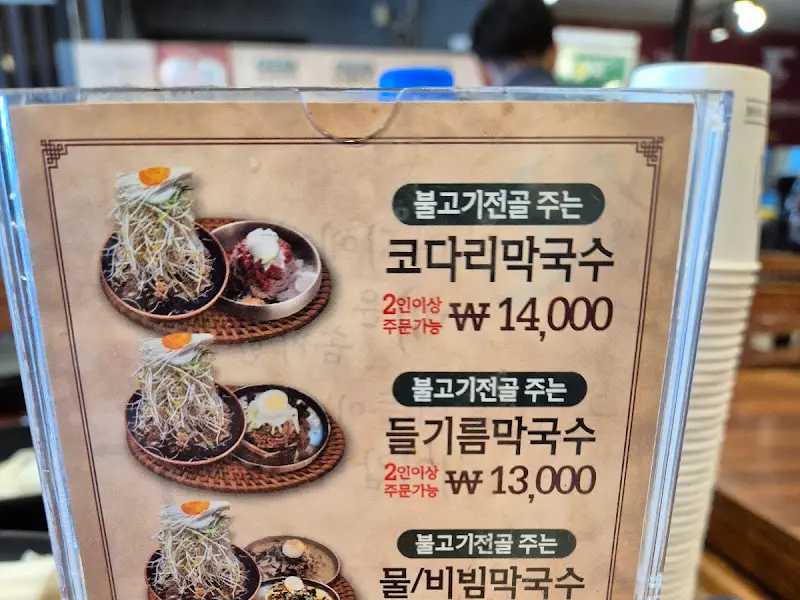 불고기전골 주는
코다리막국수
2인이상
주문가능
₩ 14,000
불고기전골 주는
들기름막국수
2인이상
주문가능
₩ 13,000
불고기전골 주는
물/비빔막국수